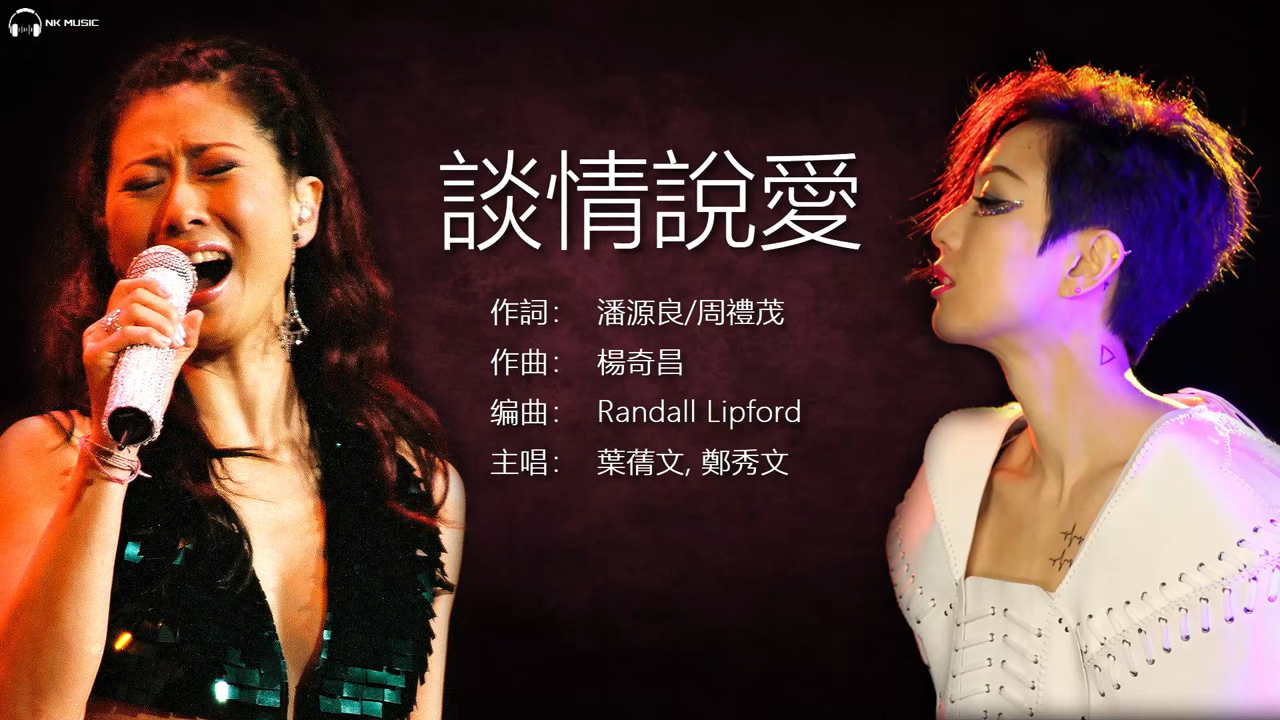 NK MUSIC
談情說愛
作詞： 潘源良/周禮茂
作曲： 楊奇昌
编曲： Randall Lipford
主唱： 葉蒨文, 鄭秀文